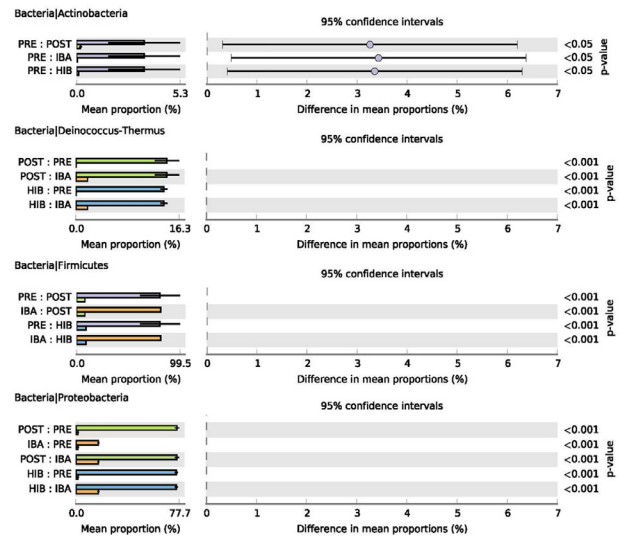 Bacteria|Actinobacteria
95% confidence intervals
PRE : POST <0.05
PRE : IBA <0.05
PRE : HIB <0.05
p-value
0.0 5.3 0 1 2 3 4 5 6 7
Mean proportion (%) Difference in mean proportions (%)
Bacteria|Deinococcus-Thermus
95% confidence intervals
POST : PRE <0.001
POST : IBA <0.001
HIB : PRE <0.001
HIB : IBA <0.001
p-value
0.0 16.3 0 1 2 3 4 5 6 7
Mean proportion (%) Difference in mean proportions (%)
Bacteria|Firmicutes
95% confidence intervals
PRE : POST <0.001
IBA : POST <0.001
PRE : HIB <0.001
IBA : HIB <0.001
p-value
0.0 99.5 0 1 2 3 4 5 6 7
Mean proportion (%) Difference in mean proportions (%)
Bacteria|Proteobacteria
95% confidence intervals
POST : PRE <0.001
IBA : PRE <0.001
POST : IBA <0.001
HIB : PRE <0.001
HIB : IBA <0.001
p-value
0.0 77.7 0 1 2 3 4 5 6 7
Mean proportion (%) Difference in mean proportions (%)